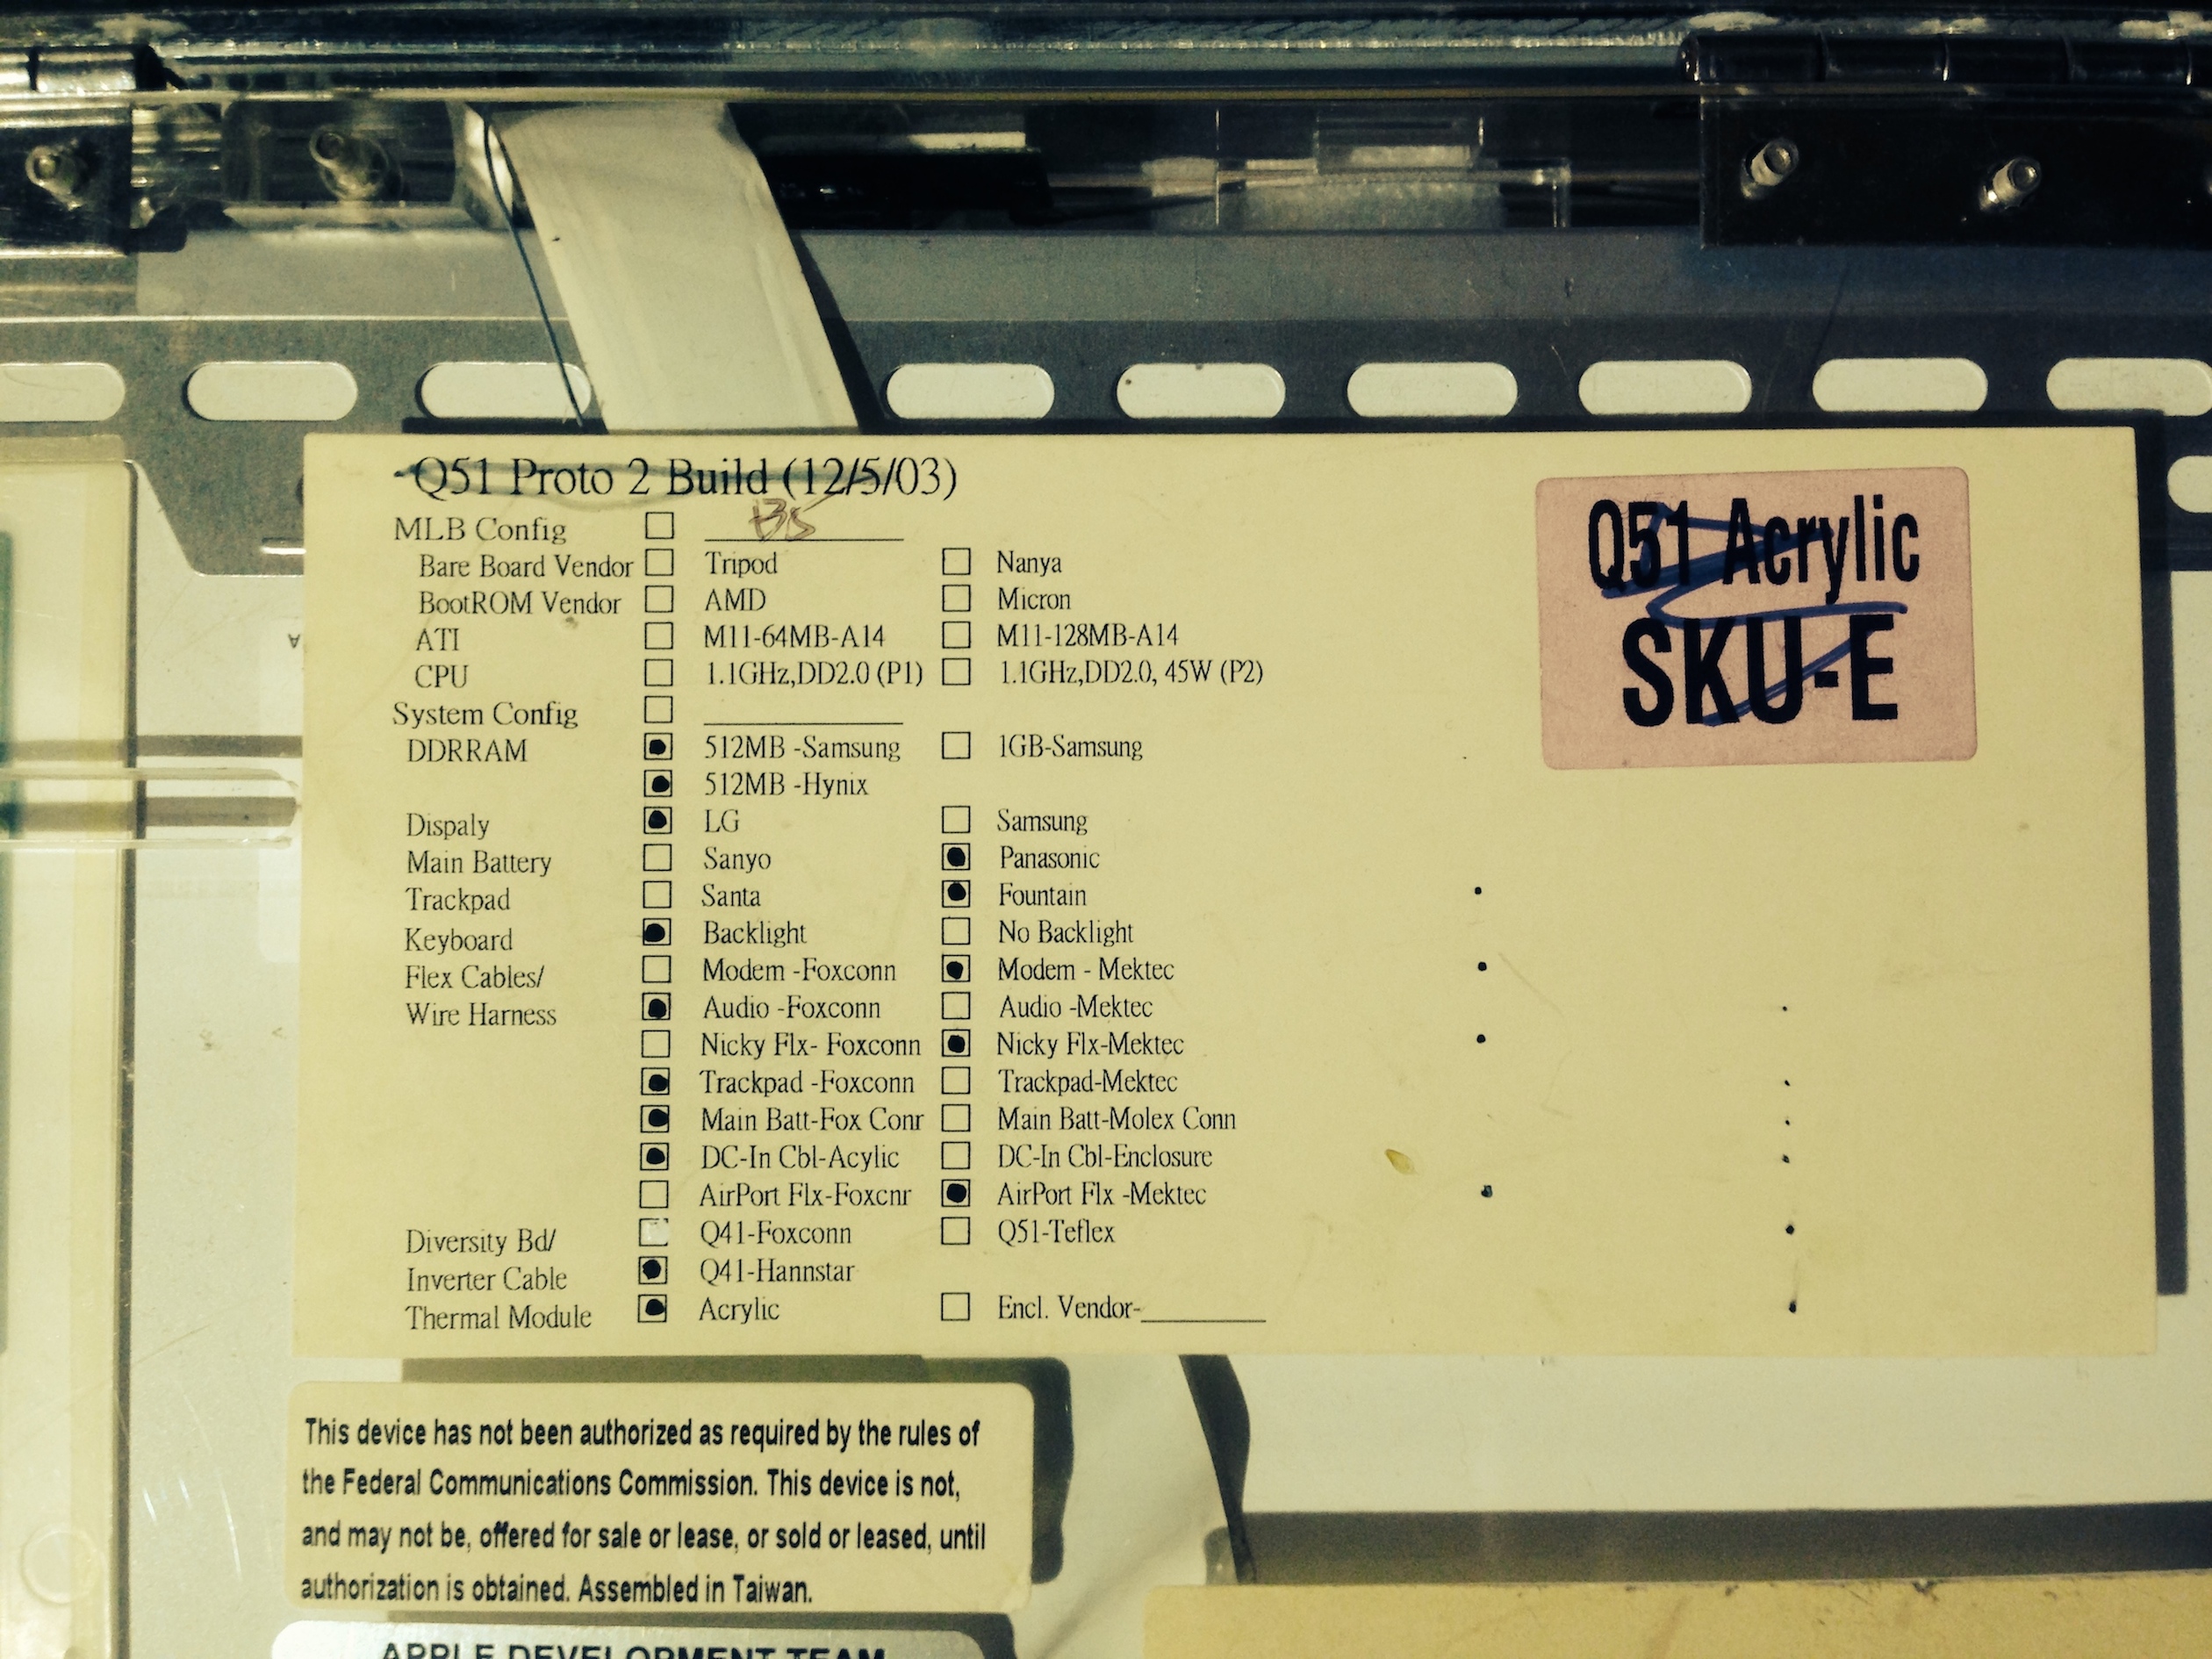 Q51 Proto 2 Build (12/5/03)
MLB Config
Bare Board Vendor Tripod Nanya
BootROM Vendor AMD Micron
ATI M11-64MB-A14 M11-128MB-A14
CPU 1.1GHz,DD2.0 (P1) 1.1GHz,DD2.0, 45W (P2)
System Config
DDRRAM 512MB -Samsung 1GB-Samsung
512MB -Hynix
Dispaly LG Samsung
Main Battery Sanyo Panasonic
Trackpad Santa Fountain
Keyboard Backlight No Backlight
Flex Cables/ Modem -Foxconn Modem - Mektec
Wire Harness Audio -Foxconn Audio -Mektec
Nicky Flx- Foxconn Nicky Flx-Mektec
Trackpad -Foxconn Trackpad-Mektec
Main Batt-Fox Conr Main Batt-Molex Conn
DC-In Cbl-Acylic DC-In Cbl-Enclosure
AirPort Flx-Foxcnr AirPort Flx -Mektec
Diversity Bd/ Q41-Foxconn Q51-Teflex
Inverter Cable Q41-Hannstar
Thermal Module Acrylic Encl. Vendor-
Q51 Acrylic
SKU-E
This device has not been authorized as required by the rules of
the Federal Communications Commission. This device is not,
and may not be, offered for sale or lease, or sold or leased, until
authorization is obtained. Assembled in Taiwan.
APPLE DEVELOPMENT TEAM